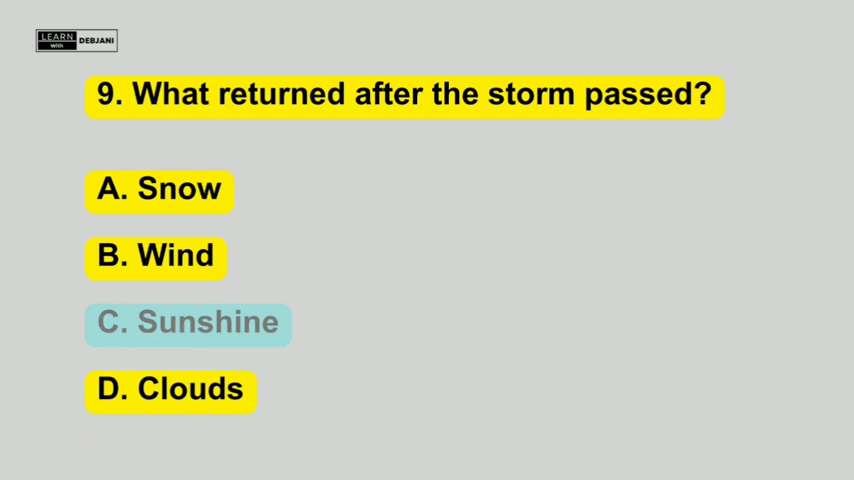 LEARN
With
DEBJANI
9. What returned after the storm passed?
A. Snow
B. Wind
C. Sunshine
D. Clouds